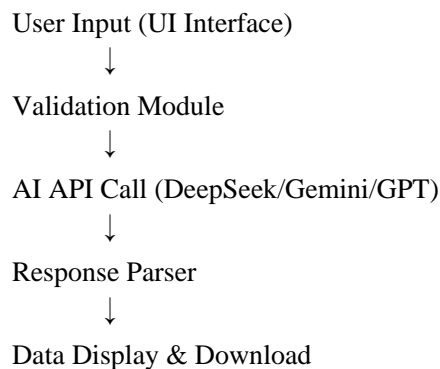 User Input (UI Interface)
↓
Validation Module
↓
AI API Call (DeepSeek/Gemini/GPT)
↓
Response Parser
↓
Data Display & Download